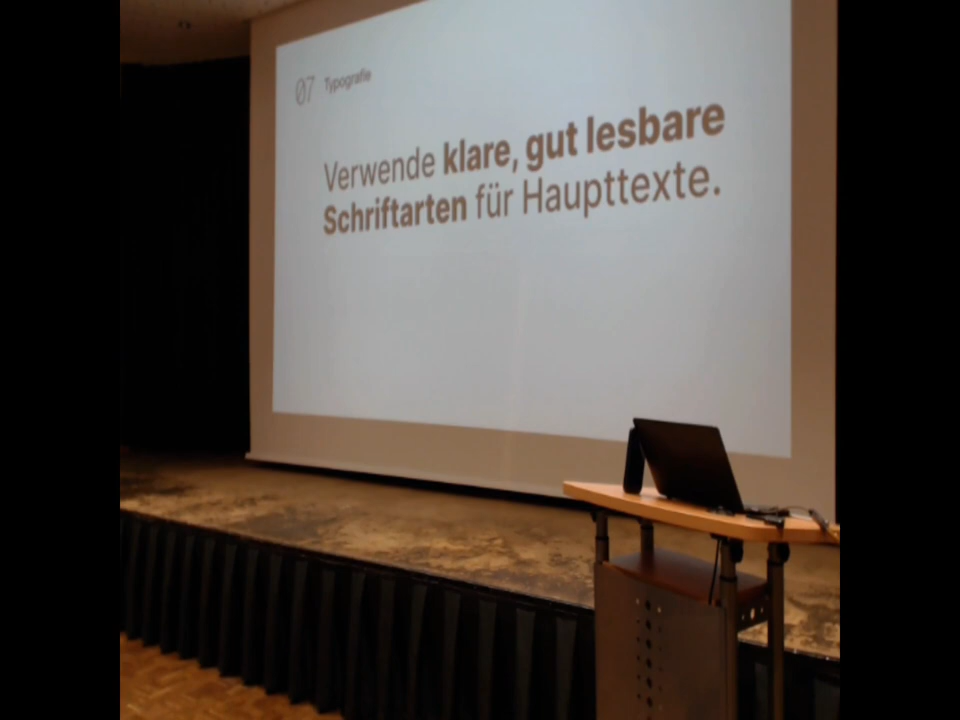 07 Typografie
Verwende klare, gut lesbare
Schriftarten für Haupttexte.